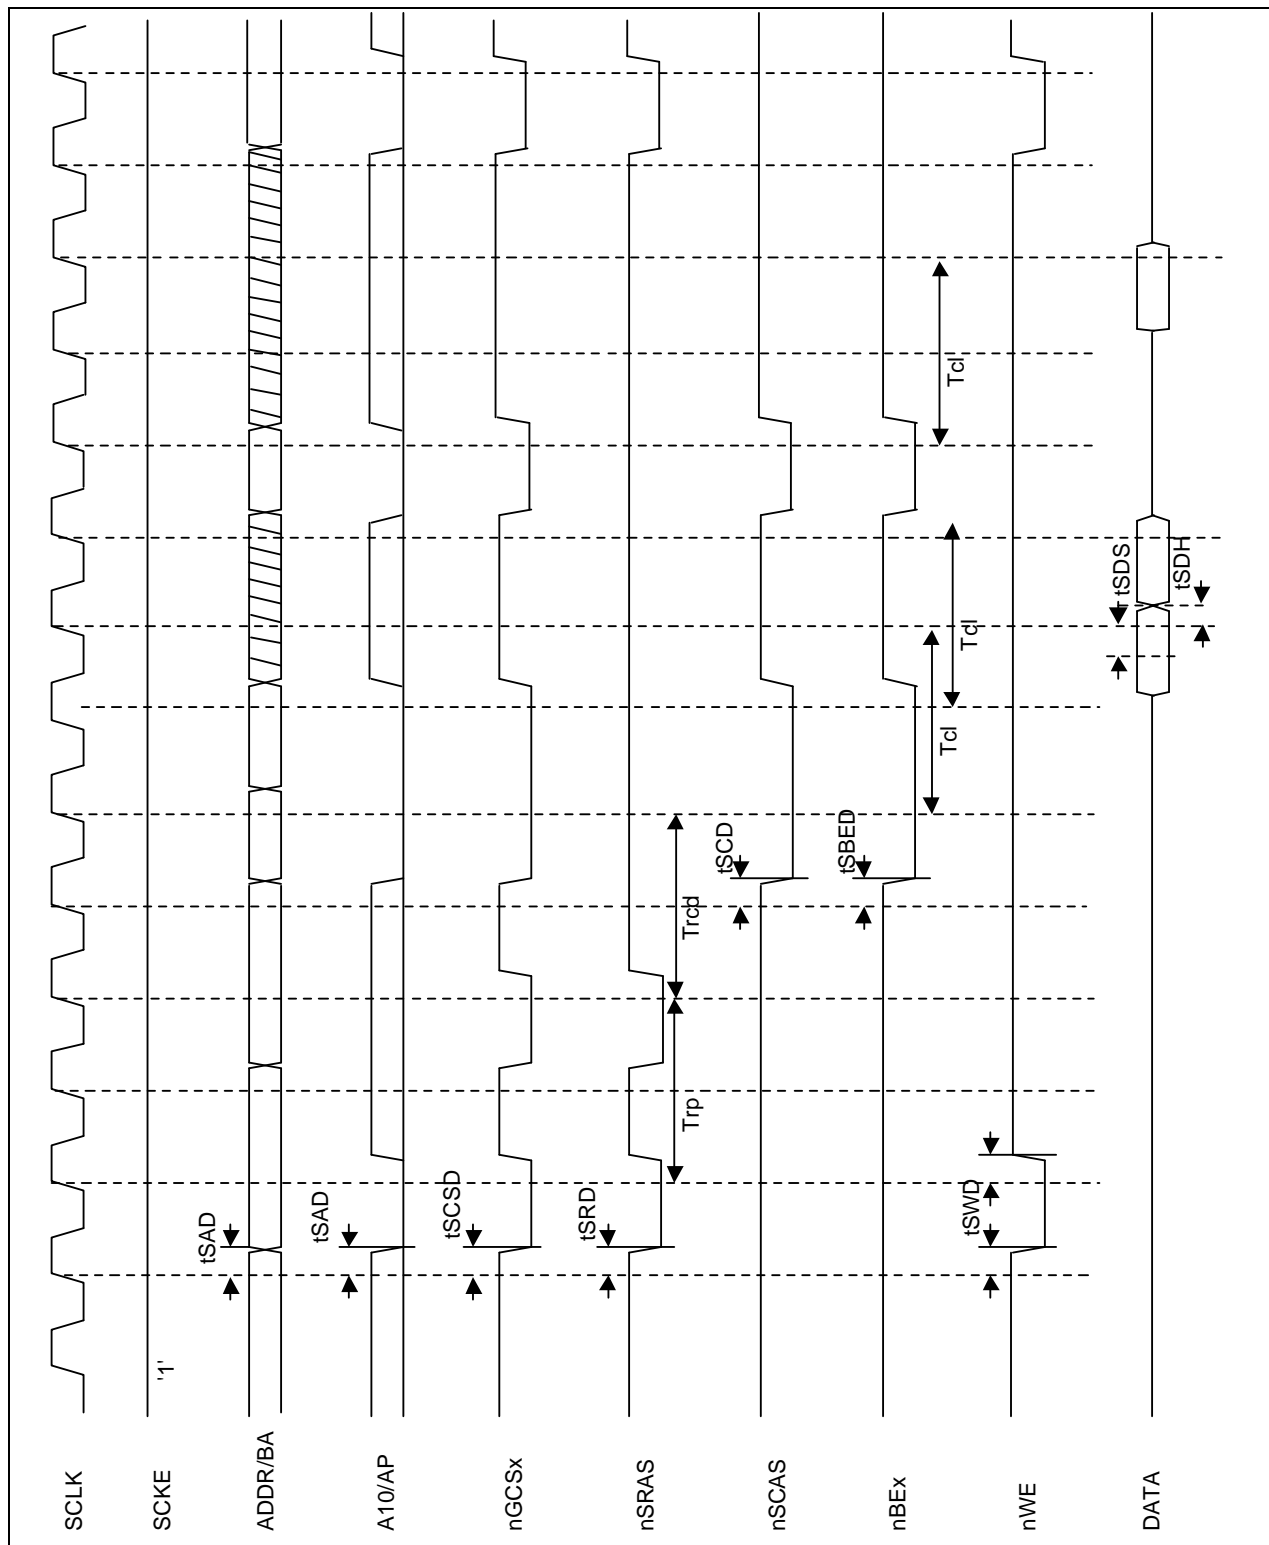 SCLK
SCKE
'1'
ADDR/BA
tSAD
A10/AP
tSAD
nGCSx
tSCSD
nSRAS
tSRD
Trp
Trcd
nSCAS
tSCD
nBEx
tSBED
Tcl
Tcl
Tcl
nWE
tSWD
DATA
tSDS
tSDH